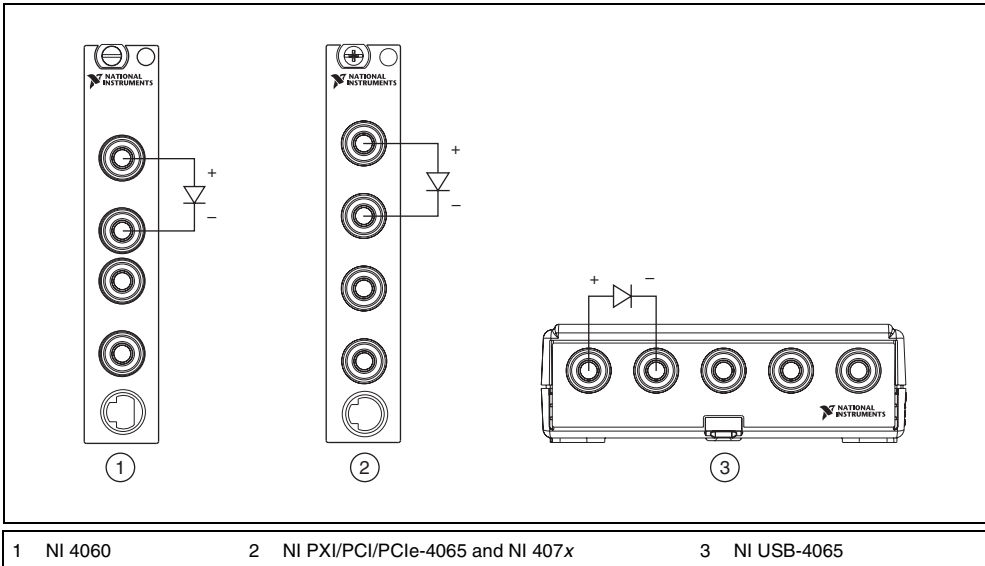 NATIONAL INSTRUMENTS
NATIONAL INSTRUMENTS
+
−
+
−
+ −
NATIONAL INSTRUMENTS
1
2
3
1 NI 4060 2 NI PXI/PCI/PCIe-4065 and NI 407x 3 NI USB-4065